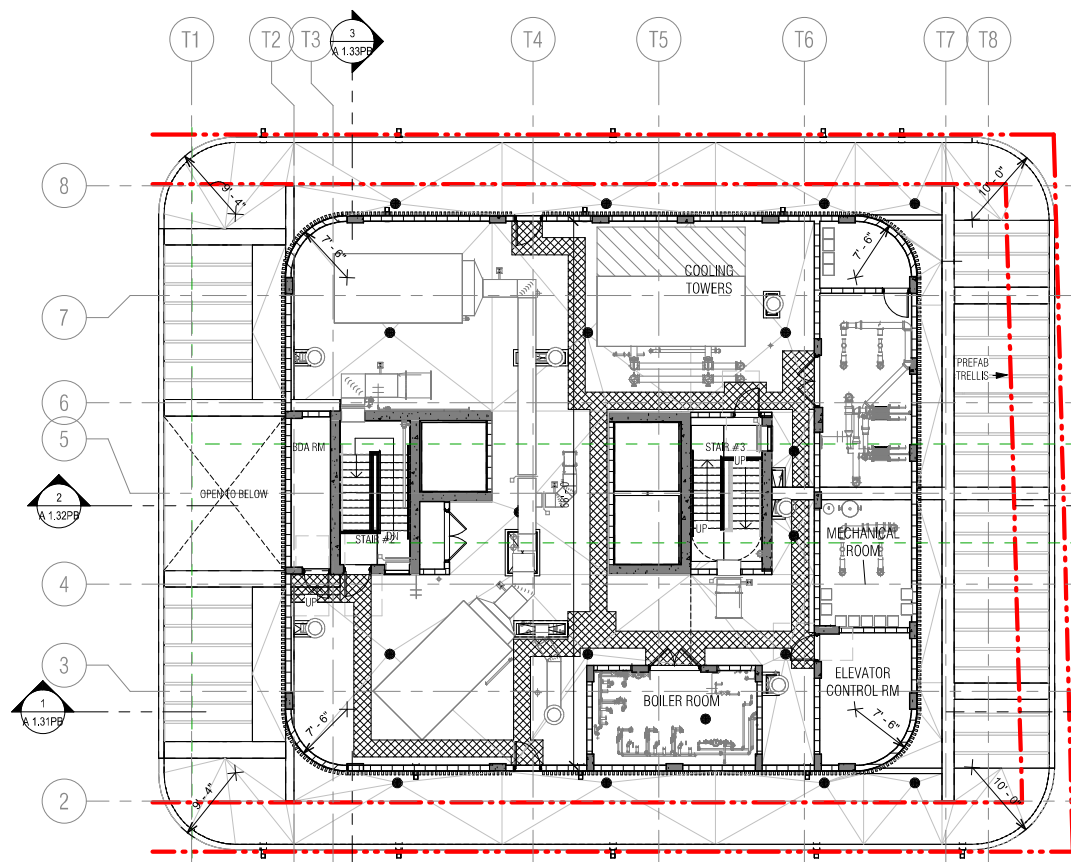 T1
T2
T3
3
A 1.33PB
T4
T5
T6
T7
T8
8
9' - 4"
10' - 0"
7' - 6"
7' - 6"
COOLING
TOWERS
7
PREFAB
TRELLIS
6
5
BDA RM
STAIR #3
UP
2
A 1.32PB
OPEN TO BELOW
UP
DN
STAIR #2
MECHANICAL
ROOM
4
UP
3
ELEVATOR
CONTROL RM
BOILER ROOM
1
A 1.31PB
7' - 6"
7' - 6"
2
9' - 4"
10' - 0"